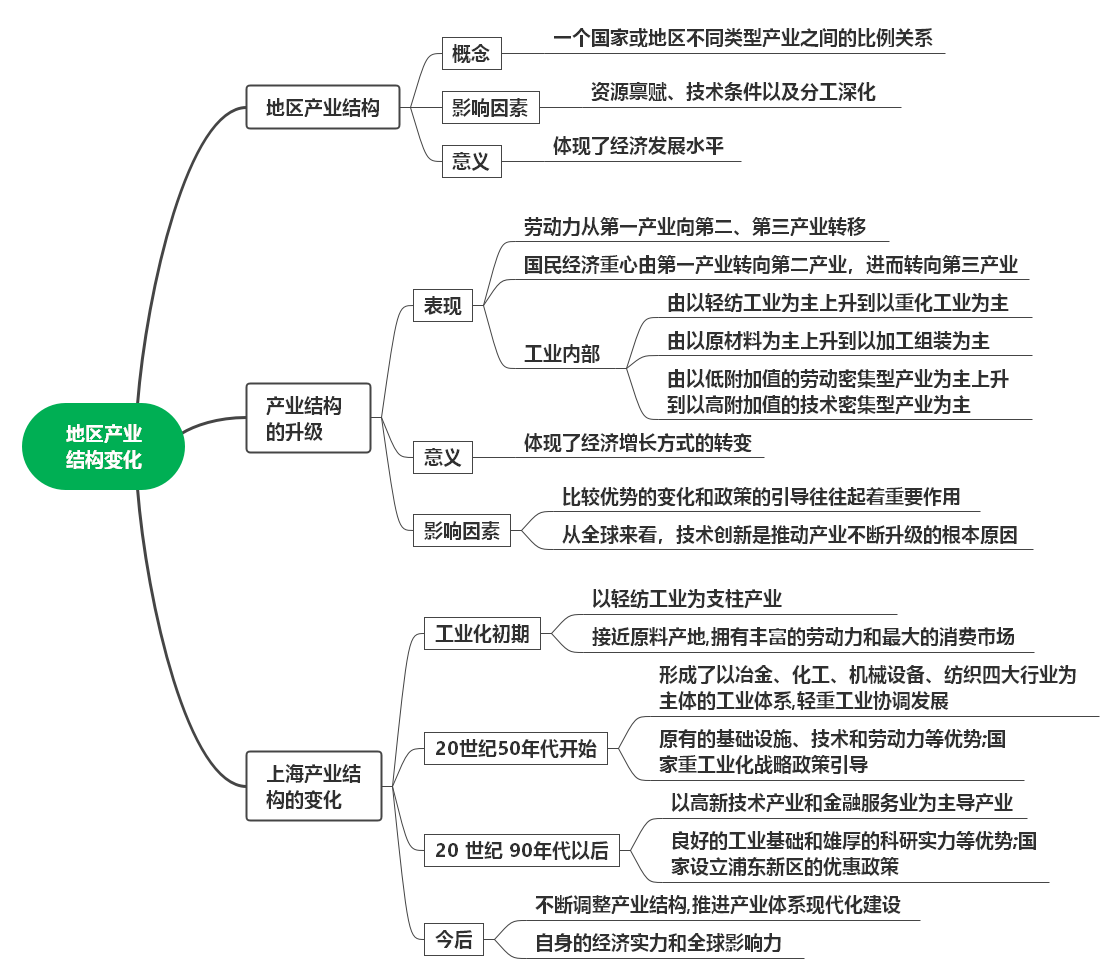 地区产业
结构变化
地区产业结构
概念
一个国家或地区不同类型产业之间的比例关系
影响因素
资源禀赋、技术条件以及分工深化
意义
体现了经济发展水平
产业结构
的升级
表现
劳动力从第一产业向第二、第三产业转移
国民经济重心由第一产业转向第二产业，进而转向第三产业
工业内部
由以轻纺工业为主上升到以重化工业为主
由以原材料为主上升到以加工组装为主
由以低附加值的劳动密集型产业为主上升
到以高附加值的技术密集型产业为主
意义
体现了经济增长方式的转变
影响因素
比较优势的变化和政策的引导往往起着重要作用
从全球来看，技术创新是推动产业不断升级的根本原因
上海产业结
构的变化
工业化初期
以轻纺工业为支柱产业
接近原料产地,拥有丰富的劳动力和最大的消费市场
20世纪50年代开始
形成了以冶金、化工、机械设备、纺织四大行业为
主体的工业体系,轻重工业协调发展
原有的基础设施、技术和劳动力等优势;国
家重工业化战略政策引导
20 世纪 90年代以后
以高新技术产业和金融服务业为主导产业
良好的工业基础和雄厚的科研实力等优势;国
家设立浦东新区的优惠政策
今后
不断调整产业结构,推进产业体系现代化建设
自身的经济实力和全球影响力